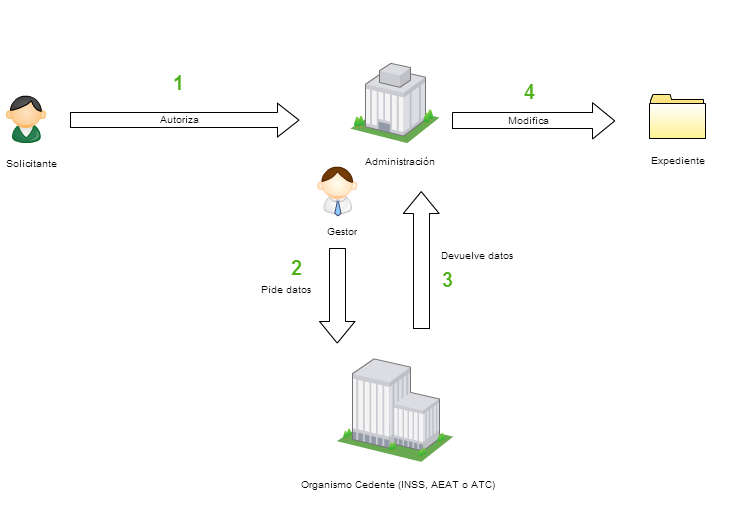 1
Autoriza
Solicitante
Administración
4
Modifica
Expediente
Gestor
2
Pide datos
Devuelve datos
3
Organismo Cedente (INSS, AEAT o ATC)